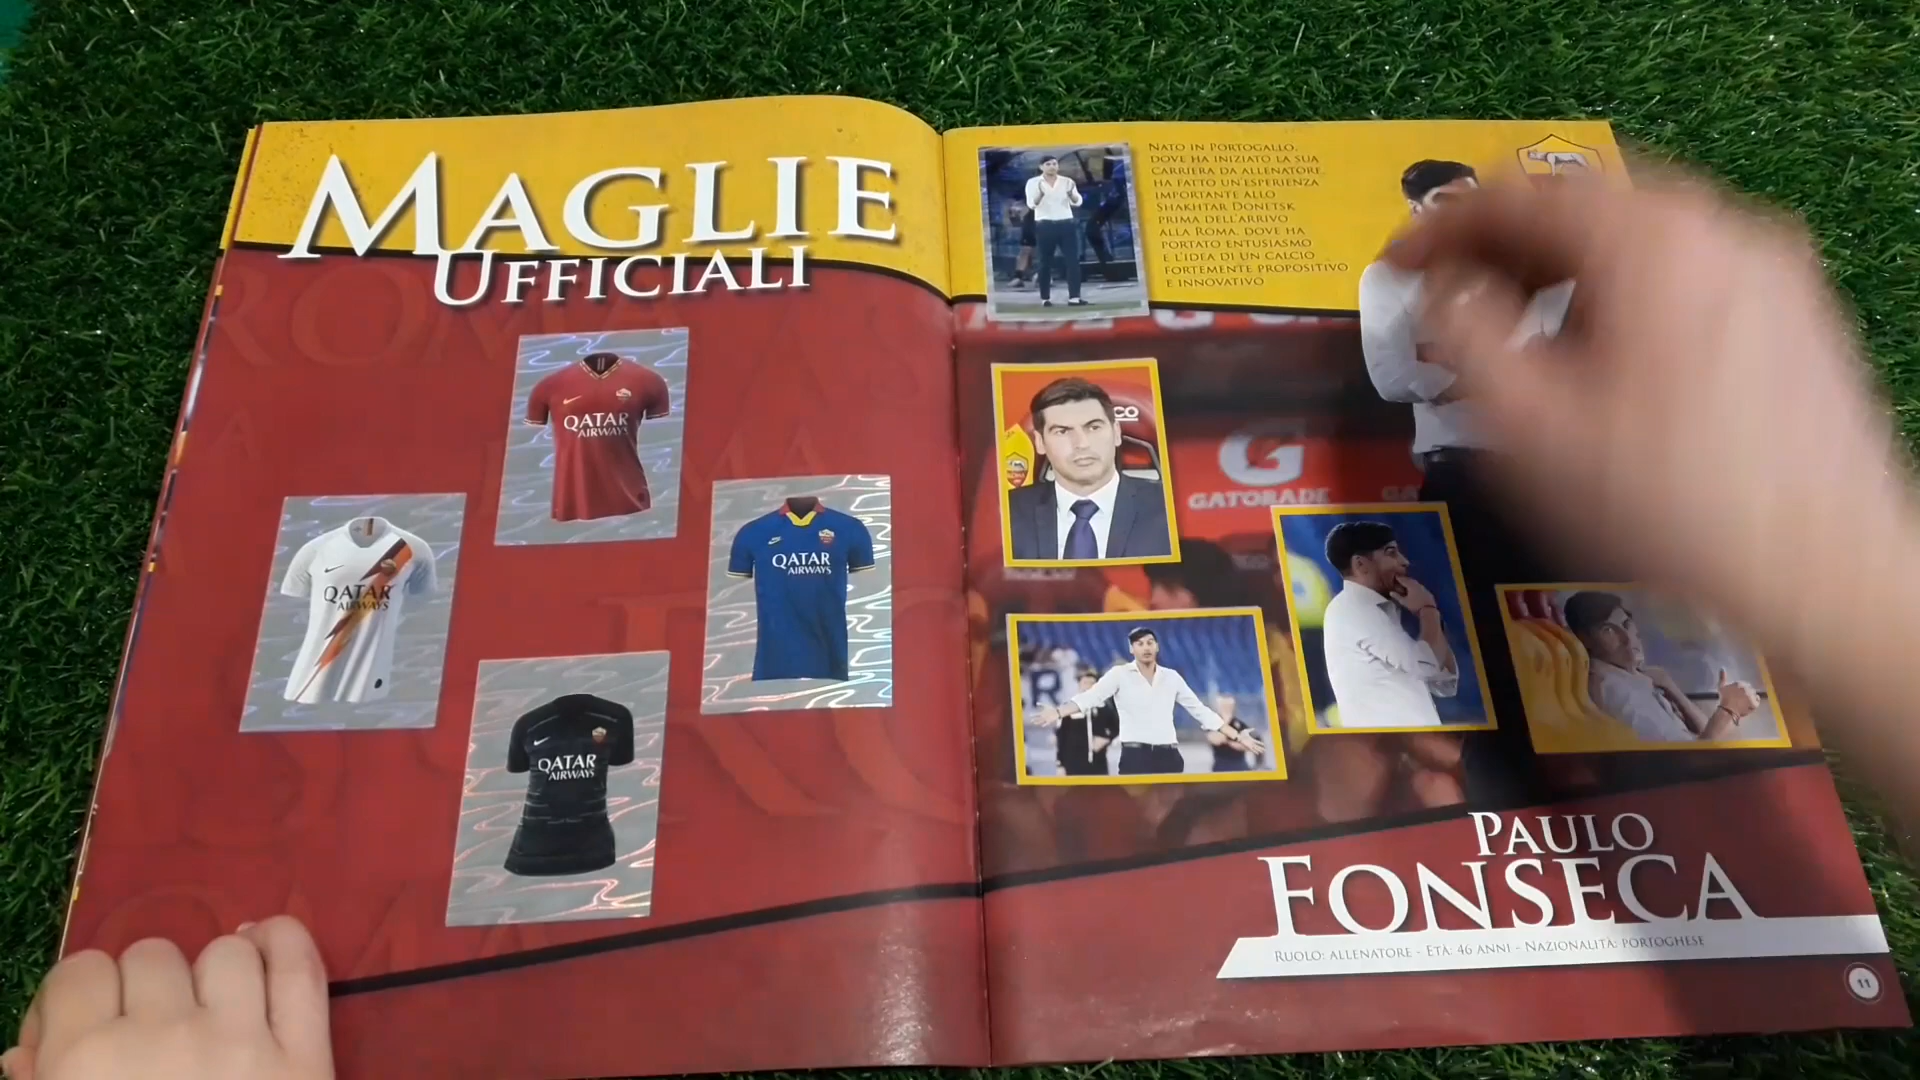 MAGLIE
UFFICIALI
QATAR
AIRWAYS
QATAR
AIRWAYS
QATAR
AIRWAYS
QATAR
AIRWAYS
NATO IN PORTOGALLO,
DOVE HA INIZIATO LA SUA
CARRIERA DA ALLENATORE,
HA FATTO UN'ESPERIENZA
IMPORTANTE ALLO
SHAKHTAR DONETSK
PRIMA DELL'ARRIVO
ALLA ROMA, DOVE HA
PORTATO ENTUSIASMO
E L'IDEA DI UN CALCIO
FORTEMENTE PROPOSITIVO
E INNOVATIVO
CO
G
GATORADE
GA
R
PAULO
FONSECA
RUOLO: ALLENATORE - ETÀ: 46 ANNI - NAZIONALITÀ: PORTOGHESE
11